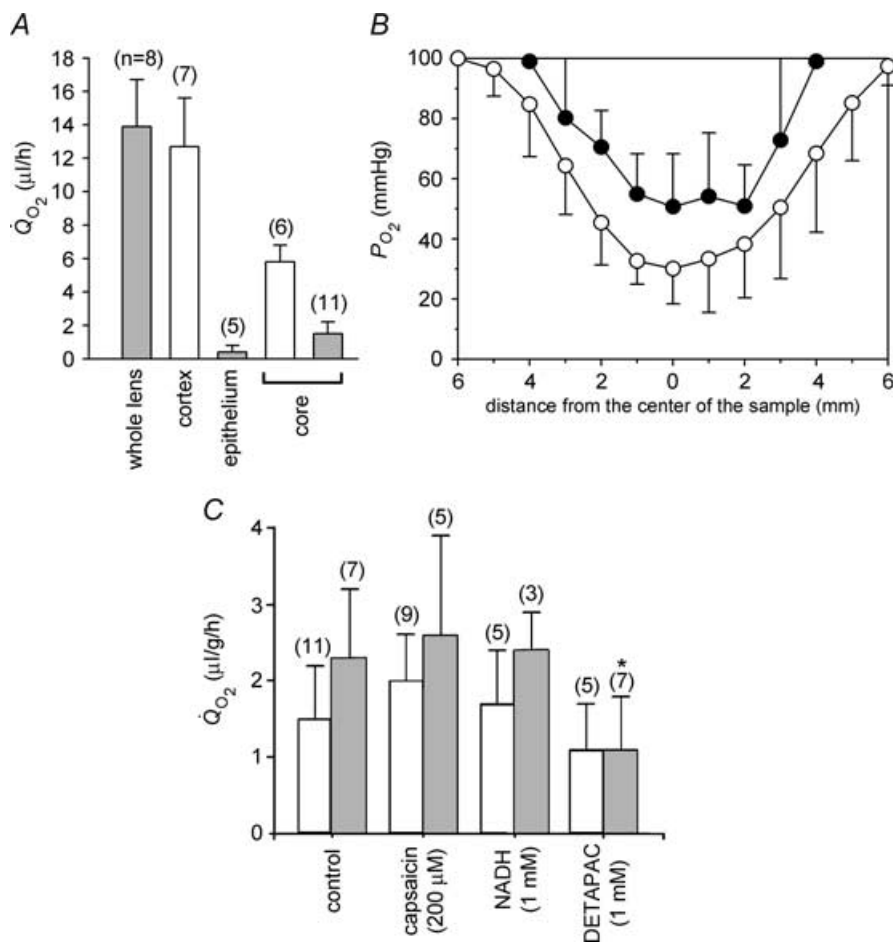 A
Q̇O₂ (µl/h)
18
16
14
12
10
8
6
4
2
0
(n=8)
(7)
(5)
(6)
(11)
whole lens
cortex
epithelium
core
B
PO₂ (mmHg)
100
80
60
40
20
0
6 4 2 0 2 4 6
distance from the center of the sample (mm)
C
Q̇O₂ (µl/g/h)
4
3
2
1
0
(11)
(7)
(9)
(5)
(5)
(3)
(5)
*
(7)
control
capsaicin
(200 µM)
NADH
(1 mM)
DETAPAC
(1 mM)